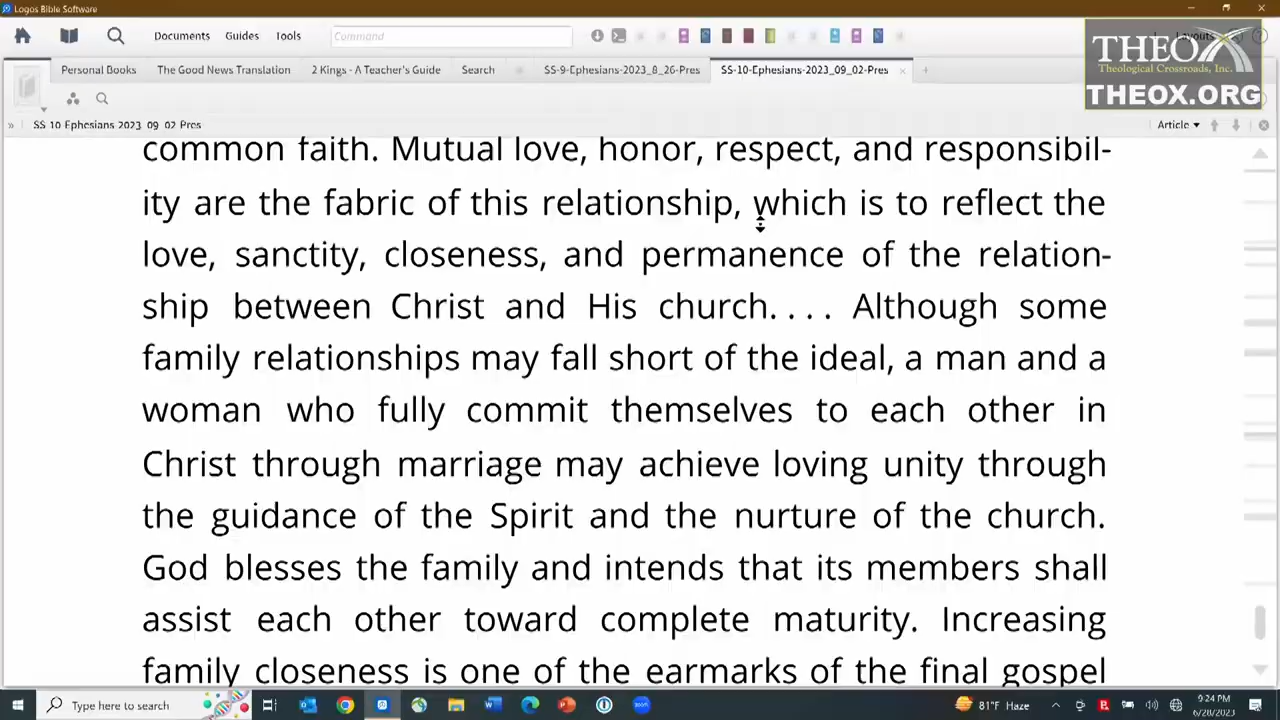 Logos Bible Software
Documents Guides Tools Command Layouts
THEOX
Theological Crossroads, Inc.
THEOX.ORG
Personal Books The Good News Translation 2 Kings - A Teacher's Guide Search SS-9-Ephesians-2023_8_26-Pres SS-10-Ephesians-2023_09_02-Pres
SS-10-Ephesians-2023_09_02-Pres Article
common faith. Mutual love, honor, respect, and responsibil-
ity are the fabric of this relationship, which is to reflect the
love, sanctity, closeness, and permanence of the relation-
ship between Christ and His church. . . . Although some
family relationships may fall short of the ideal, a man and a
woman who fully commit themselves to each other in
Christ through marriage may achieve loving unity through
the guidance of the Spirit and the nurture of the church.
God blesses the family and intends that its members shall
assist each other toward complete maturity. Increasing
family closeness is one of the earmarks of the final gospel
Type here to search 81°F Haze 9:24 PM
6/28/2023